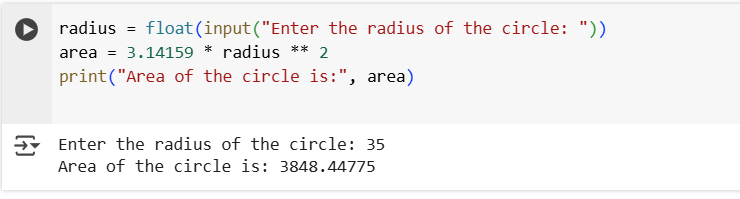 radius = float(input("Enter the radius of the circle: "))
area = 3.14159 * radius ** 2
print("Area of the circle is:", area)
Enter the radius of the circle: 35
Area of the circle is: 3848.44775